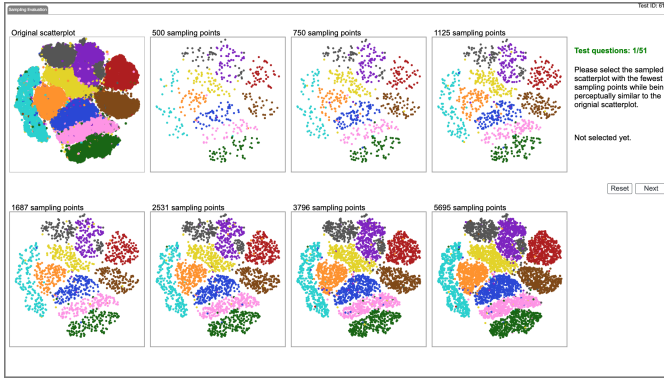 Sampling Evaluation
Test ID: 6
Original scatterplot
500 sampling points
750 sampling points
1125 sampling points
Test questions: 1/51
Please select the sampled
scatterplot with the fewest
sampling points while bein
perceptually similar to the
orignial scatterplot.
Not selected yet.
Reset
Next
1687 sampling points
2531 sampling points
3796 sampling points
5695 sampling points